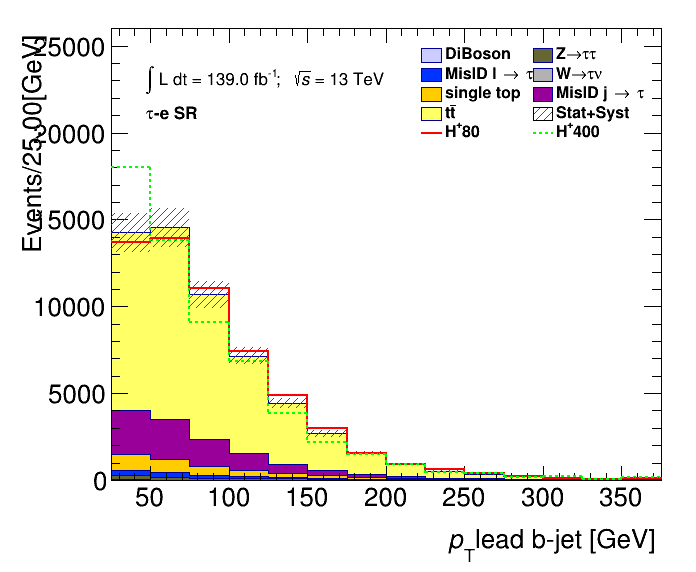 Events/25.00[GeV]
25000
20000
15000
10000
5000
0
∫ L dt = 139.0 fb⁻¹; √s = 13 TeV
τ-e SR
DiBoson
Z→ττ
MisID l → τ
W→τν
single top
MisID j → τ
tt̄
Stat+Syst
H⁺80
H⁺400
50 100 150 200 250 300 350
p_T lead b-jet [GeV]